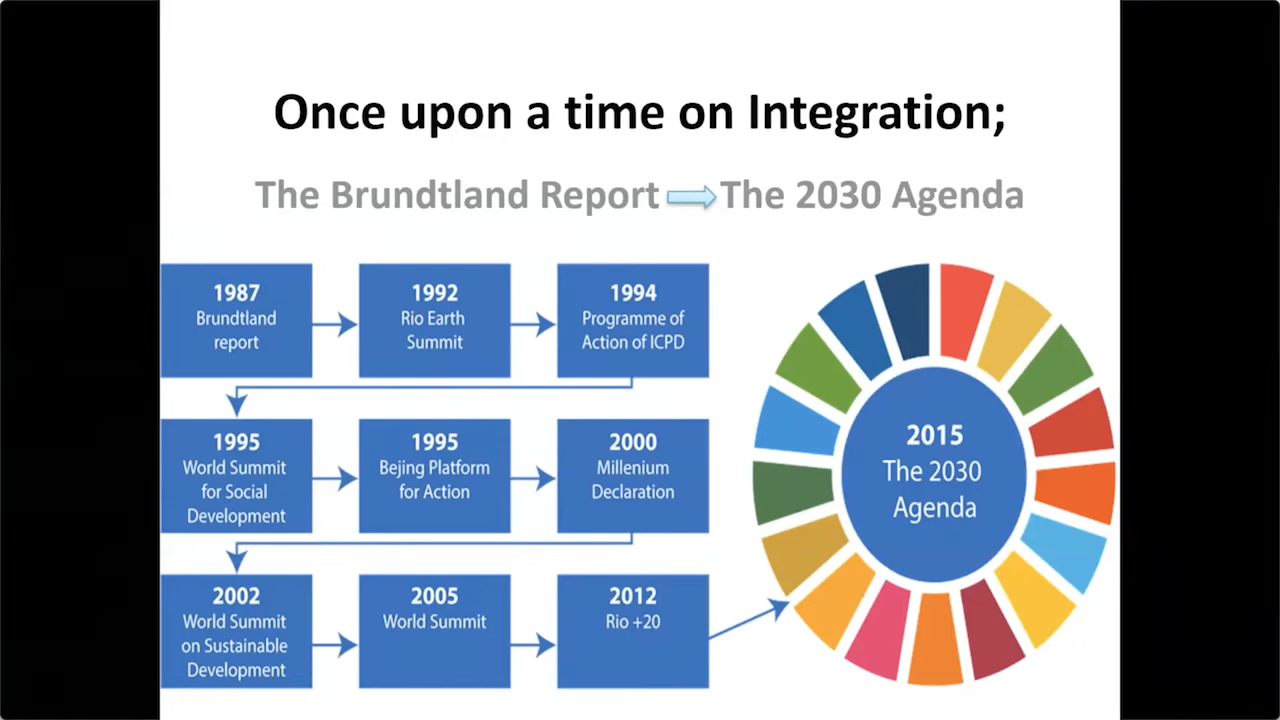 Once upon a time on Integration;
The Brundtland Report The 2030 Agenda
1987
Brundtland
report
1992
Rio Earth
Summit
1994
Programme of
Action of ICPD
1995
World Summit
for Social
Development
1995
Bejing Platform
for Action
2000
Millenium
Declaration
2002
World Summit
on Sustainable
Development
2005
World Summit
2012
Rio +20
2015
The 2030
Agenda